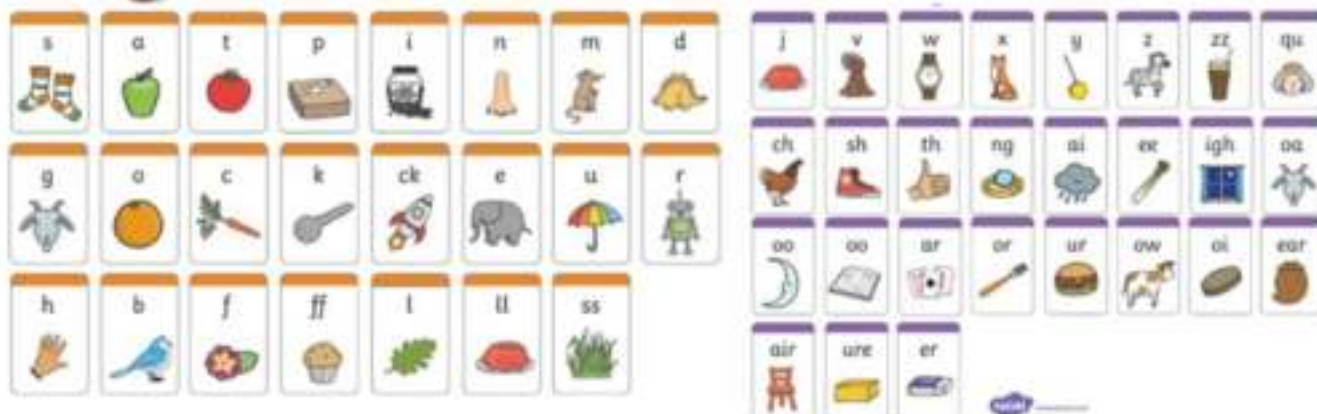 s a t p i n m d
g o c k ck e u r
h b f ff l ll ss
j v w x y z zz qu
ch sh th ng ai ee igh oa
oo oo ar or ur ow oi ear
air ure er